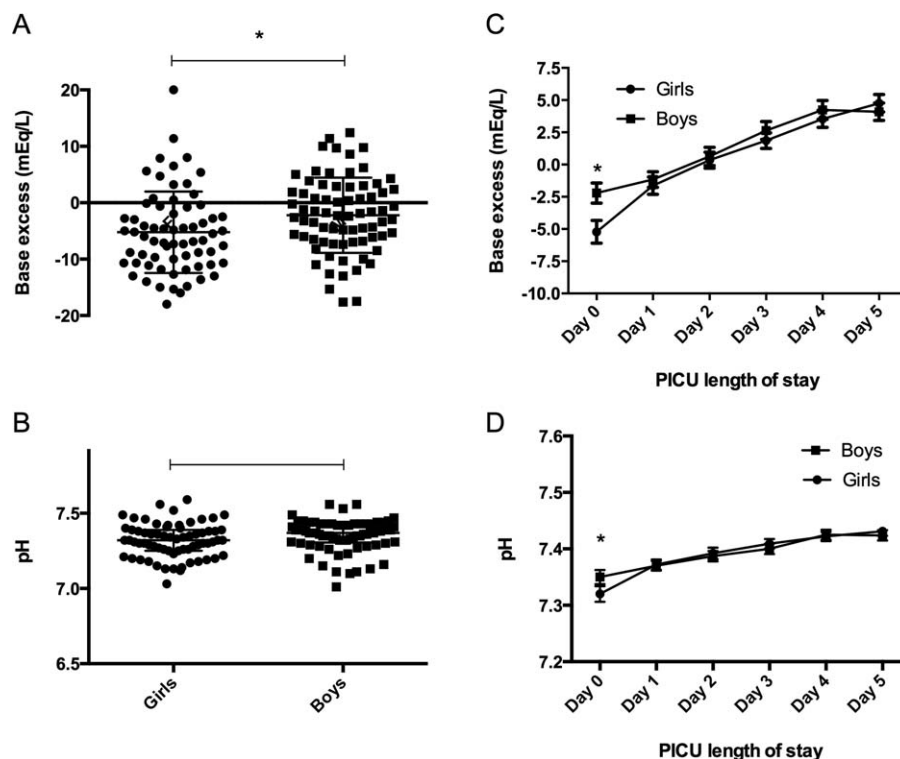 A
*
Base excess (mEq/L)
20
10
0
-10
-20
B
pH
7.5
7.0
6.5
Girls
Boys
C
Base excess (mEq/L)
7.5
5.0
2.5
0.0
-2.5
-5.0
-7.5
-10.0
Girls
Boys
*
Day 0
Day 1
Day 2
Day 3
Day 4
Day 5
PICU length of stay
D
pH
7.6
7.5
7.4
7.3
7.2
Boys
Girls
*
Day 0
Day 1
Day 2
Day 3
Day 4
Day 5
PICU length of stay